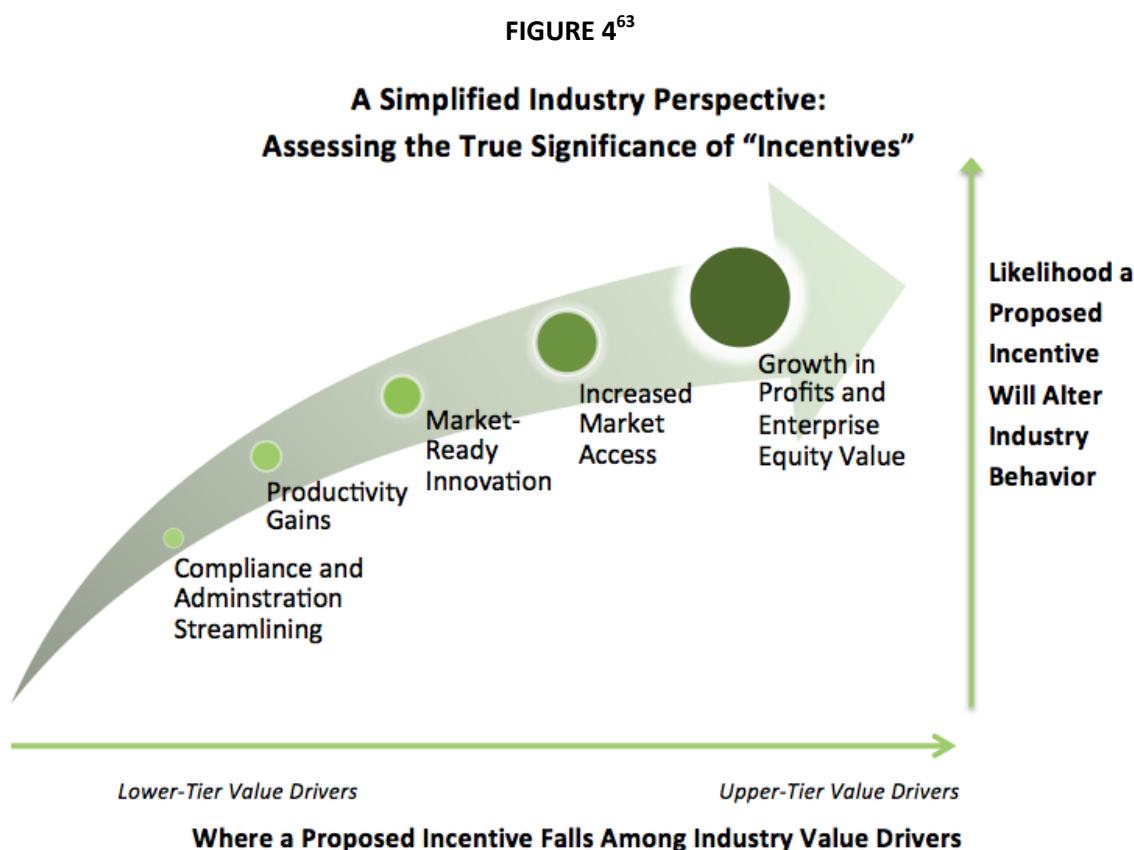 FIGURE 4⁶³
A Simplified Industry Perspective:
Assessing the True Significance of “Incentives”
Likelihood a
Proposed
Incentive
Will Alter
Industry
Behavior
Growth in
Profits and
Enterprise
Equity Value
Increased
Market
Access
Market-
Ready
Innovation
Productivity
Gains
Compliance and
Adminstration
Streamlining
Lower-Tier Value Drivers
Upper-Tier Value Drivers
Where a Proposed Incentive Falls Among Industry Value Drivers